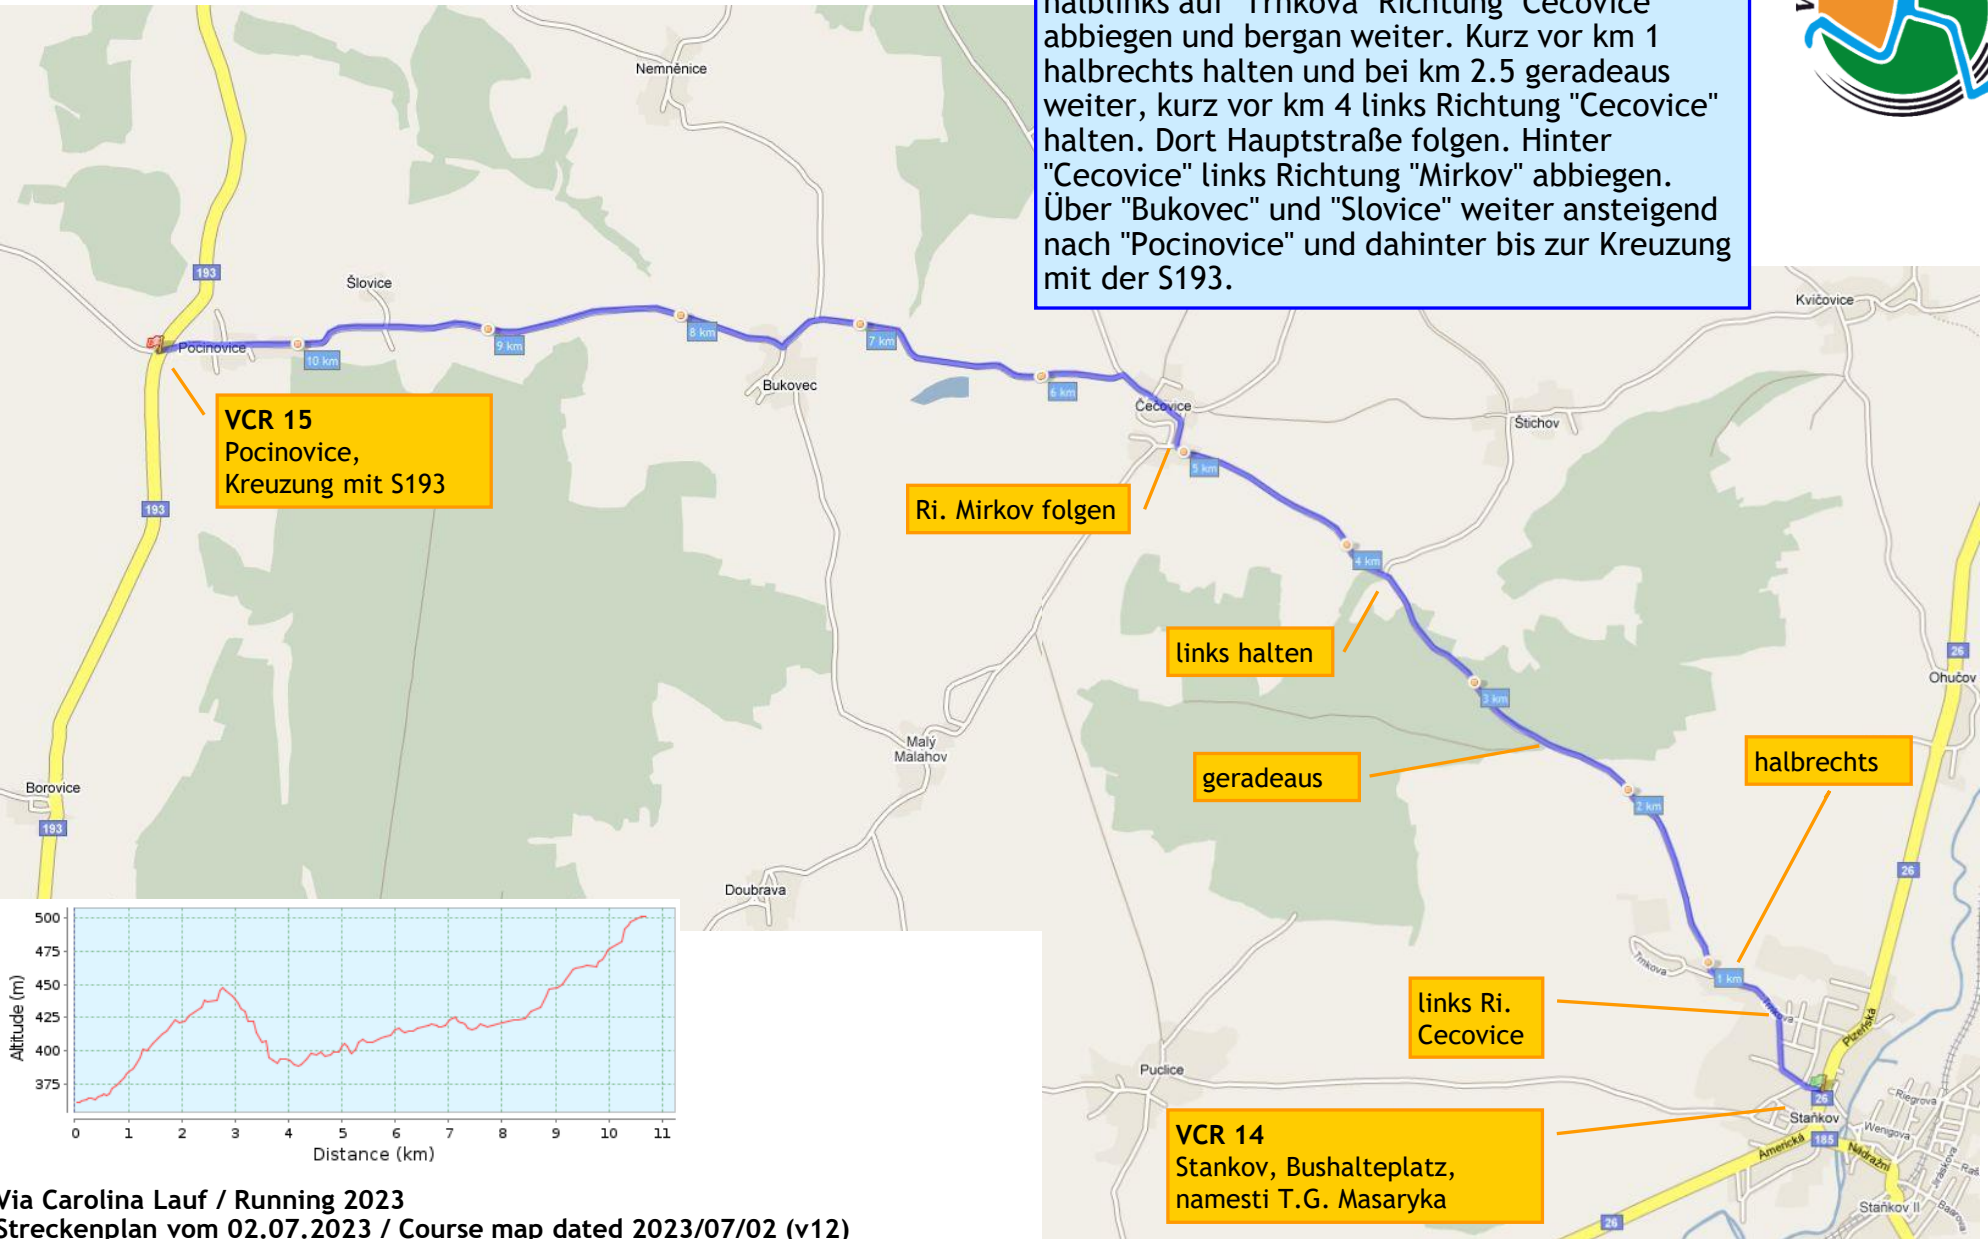 halblinks auf "Trnkova" Richtung "Cecovice"
abbiegen und bergan weiter. Kurz vor km 1
halbrechts halten und bei km 2.5 geradeaus
weiter, kurz vor km 4 links Richtung "Cecovice"
halten. Dort Hauptstraße folgen. Hinter
"Cecovice" links Richtung "Mirkov" abbiegen.
Über "Bukovec" und "Slovice" weiter ansteigend
nach "Pocinovice" und dahinter bis zur Kreuzung
mit der S193.
Nemněnice
193
Šlovice
Kvíčovice
Pocinovice
10 km
9 km
8 km
7 km
6 km
Bukovec
Čečovice
Štichov
VCR 15
Pocinovice,
Kreuzung mit S193
5 km
Ri. Mirkov folgen
193
4 km
links halten
26
Ohučov
3 km
Malý
Malahov
geradeaus
halbrechts
Borovice
193
2 km
26
Doubrava
Trnkova
1 km
links Ri.
Cecovice
Trnkova
Plzeňská
Puclice
26
Riegrova
Staňkov
Wenigova
185
Americká
Nádražní
Jiráskova
Raš
VCR 14
Stankov, Bushalteplatz,
namesti T.G. Masaryka
Staňkov II
Baarova
26
500
475
450
425
400
375
Altitude (m)
0 1 2 3 4 5 6 7 8 9 10 11
Distance (km)
Via Carolina Lauf / Running 2023
Streckenplan vom 02.07.2023 / Course map dated 2023/07/02 (v12)